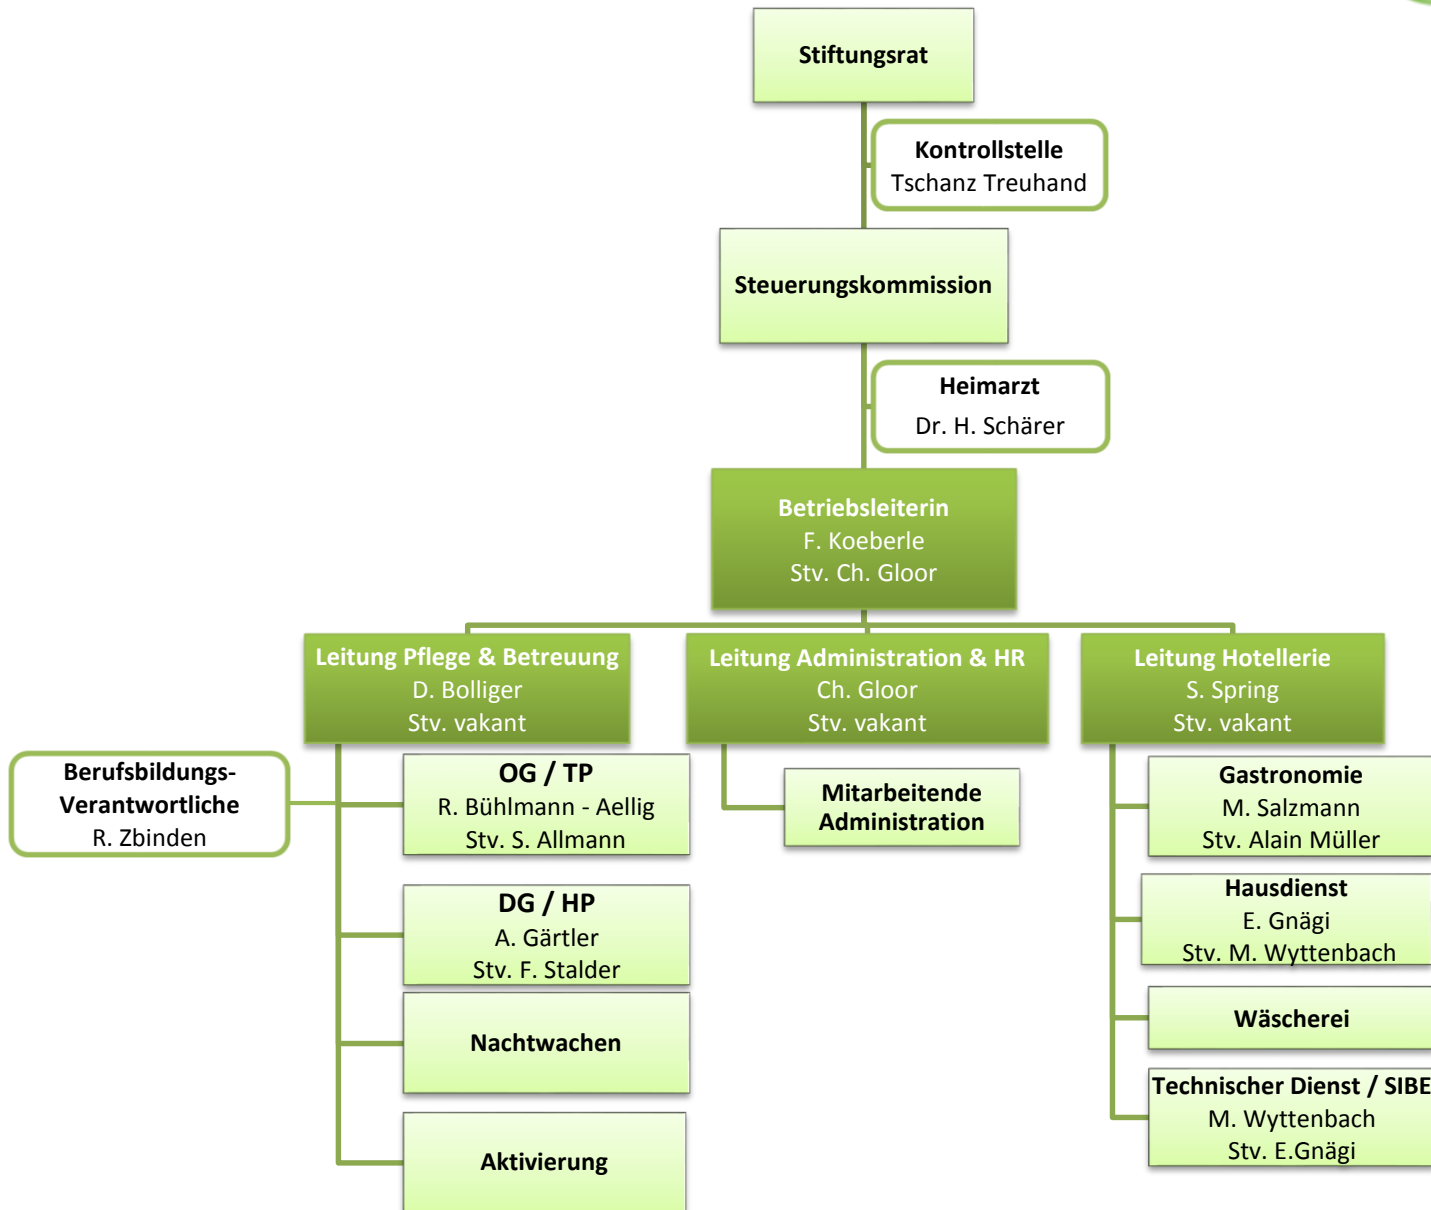 Stiftungsrat
Kontrollstelle
Tschanz Treuhand
Steuerungskommission
Heimarzt
Dr. H. Schärer
Betriebsleiterin
F. Koeberle
Stv. Ch. Gloor
Leitung Pflege & Betreuung
D. Bolliger
Stv. vakant
Leitung Administration & HR
Ch. Gloor
Stv. vakant
Leitung Hotellerie
S. Spring
Stv. vakant
Berufsbildungs-
Verantwortliche
R. Zbinden
OG / TP
R. Bühlmann - Aellig
Stv. S. Allmann
DG / HP
A. Gärtler
Stv. F. Stalder
Nachtwachen
Aktivierung
Mitarbeitende
Administration
Gastronomie
M. Salzmann
Stv. Alain Müller
Hausdienst
E. Gnägi
Stv. M. Wyttenbach
Wäscherei
Technischer Dienst / SIBE
M. Wyttenbach
Stv. E.Gnägi